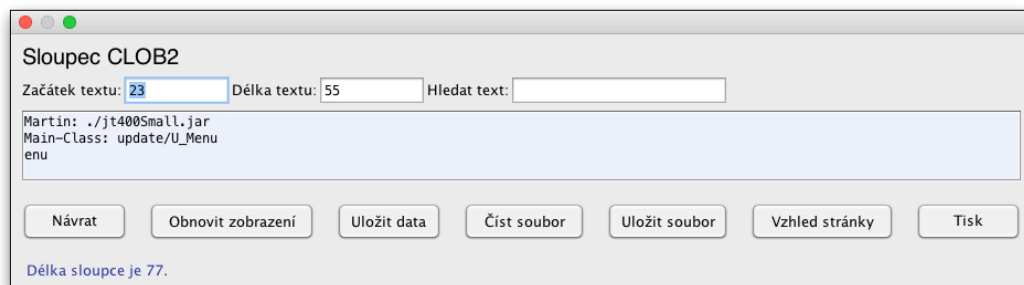 Sloupec CLOB2
Začátek textu: 23 Délka textu: 55 Hledat text:
Martin: ./jt400Small.jar
Main-Class: update/U_Menu
enu
Návrat Obnovit zobrazení Uložit data Číst soubor Uložit soubor Vzhled stránky Tisk
Délka sloupce je 77.